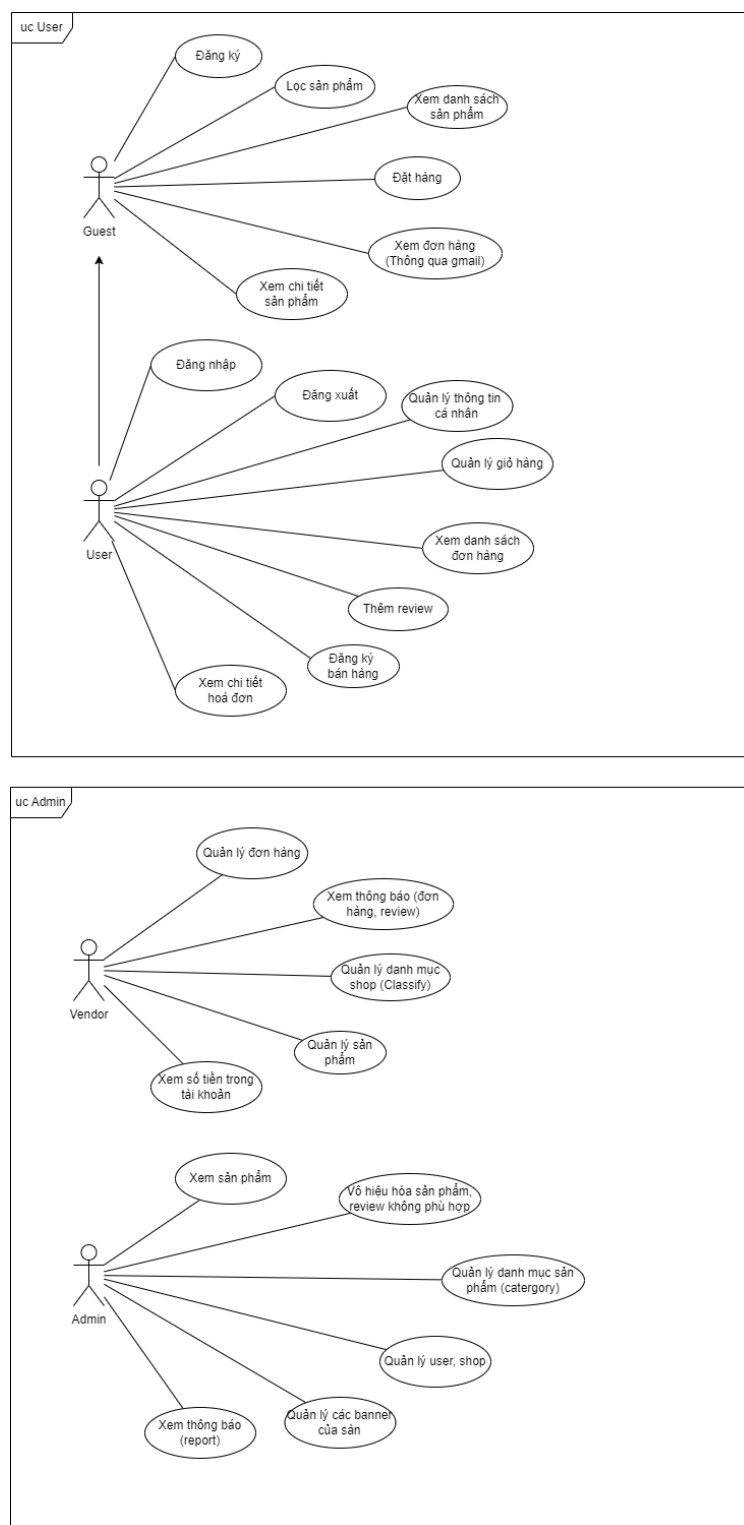 uc User
Đăng ký
Lọc sản phẩm
Xem danh sách
sản phẩm
Đặt hàng
Guest
Xem đơn hàng
(Thông qua gmail)
Xem chi tiết
sản phẩm
Đăng nhập
Đăng xuất
Quản lý thông tin
cá nhân
Quản lý giỏ hàng
User
Xem danh sách
đơn hàng
Thêm review
Đăng ký
bán hàng
Xem chi tiết
hoá đơn
uc Admin
Quản lý đơn hàng
Xem thông báo (đơn
hàng, review)
Quản lý danh mục
shop (Classify)
Vendor
Quản lý sản
phẩm
Xem số tiền trong
tài khoản
Xem sản phẩm
Vô hiệu hóa sản phẩm,
review không phù hợp
Quản lý danh mục sản
phẩm (catergory)
Admin
Quản lý user, shop
Quản lý các banner
của sàn
Xem thông báo
(report)